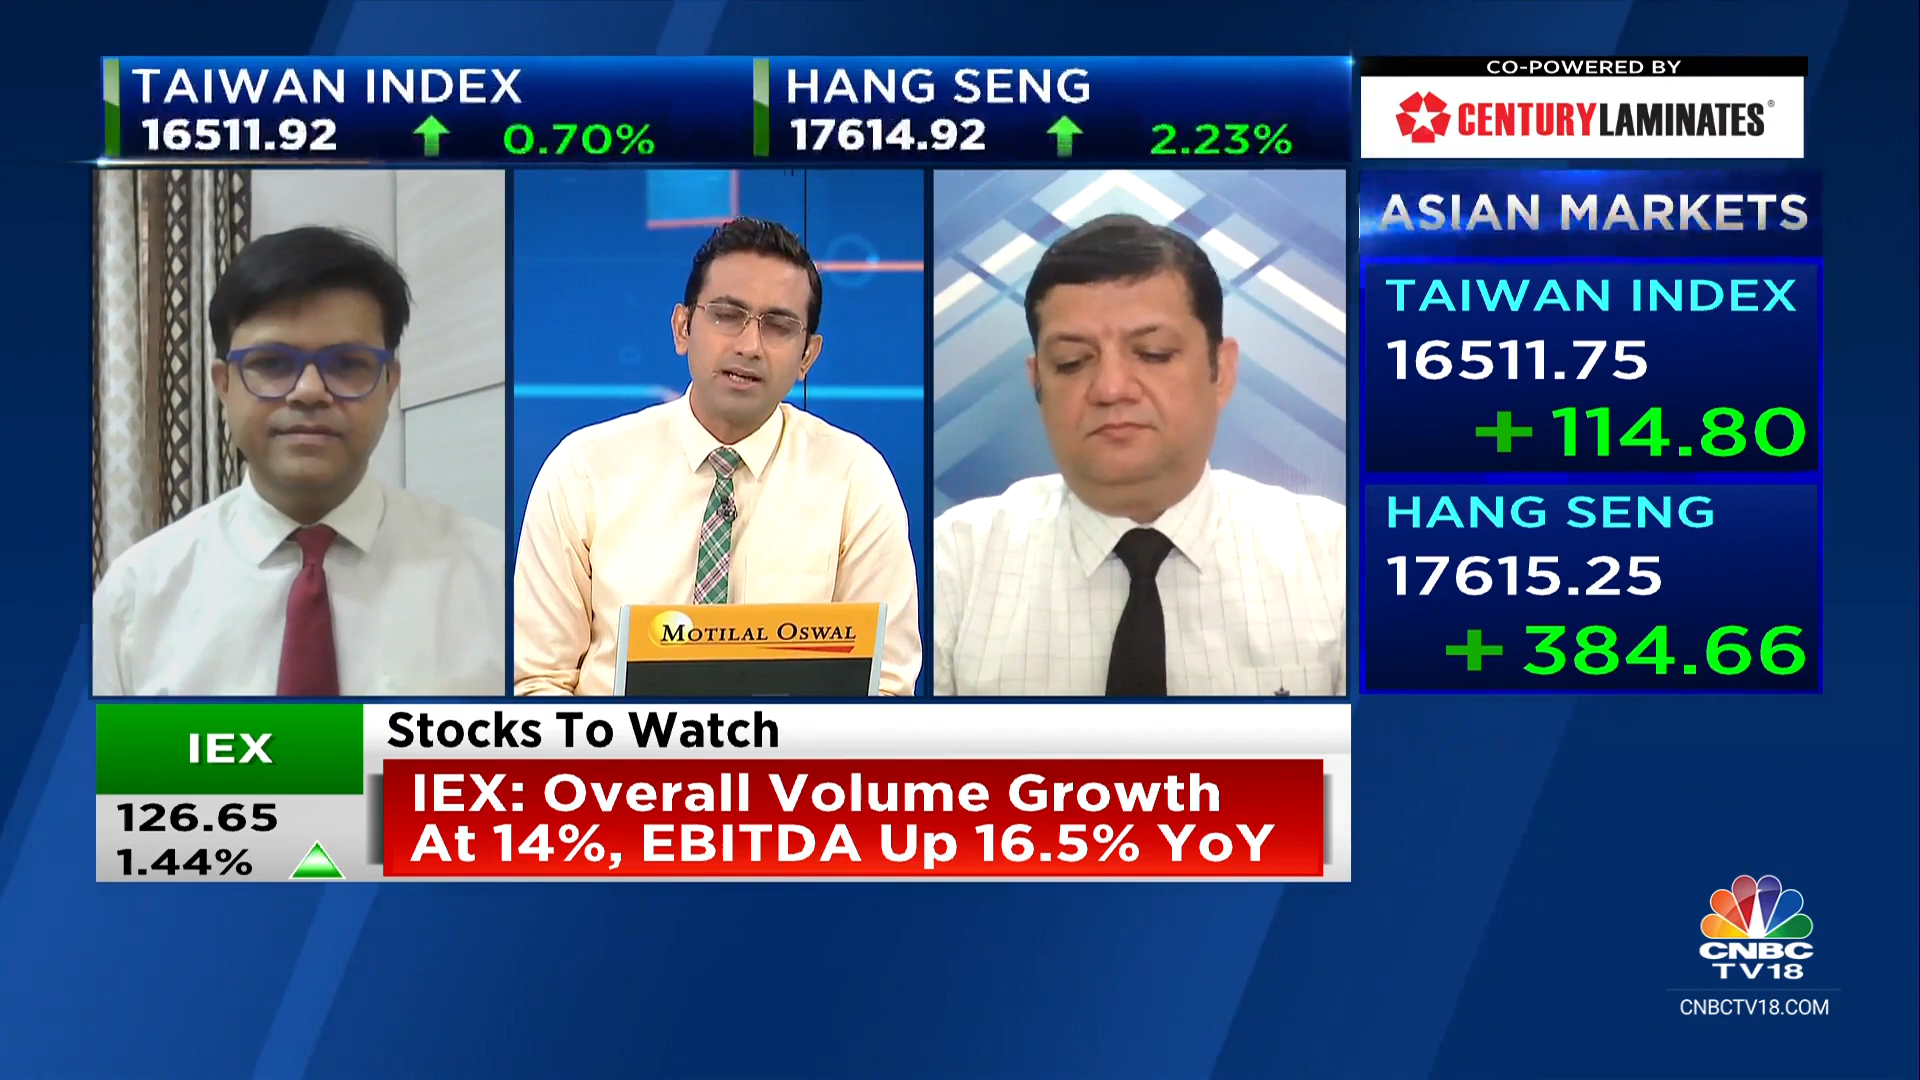 TAIWAN INDEX
16511.92 0.70%
HANG SENG
17614.92 2.23%
CO-POWERED BY
CENTURYLAMINATES®
ASIAN MARKETS
TAIWAN INDEX
16511.75
+114.80
HANG SENG
17615.25
+384.66
MOTILAL OSWAL
IEX
126.65
1.44%
Stocks To Watch
IEX: Overall Volume Growth
At 14%, EBITDA Up 16.5% YoY
CNBC
TV18
CNBCTV18.COM